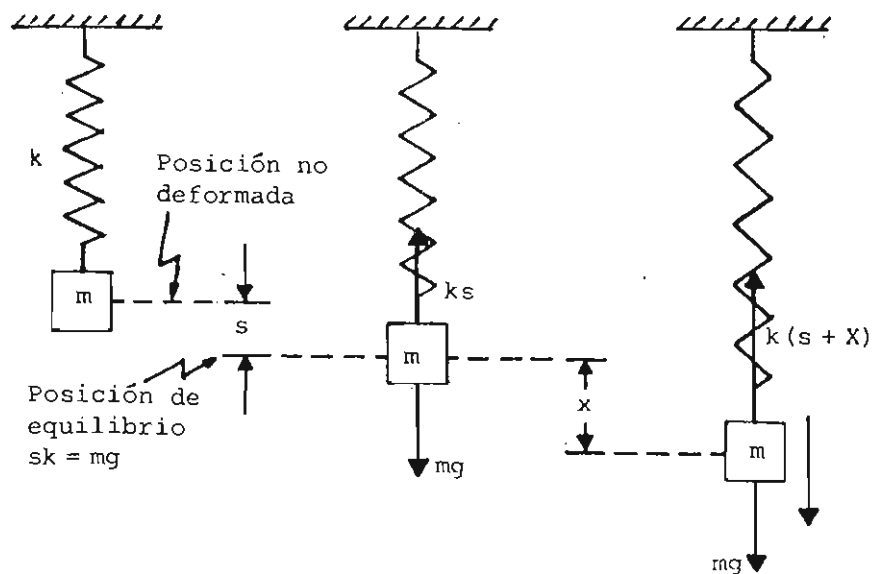 k
Posición no
deformada
m
s
Posición de
equilibrio
sk = mg
ks
m
mg
x
k(s + X)
m
mg